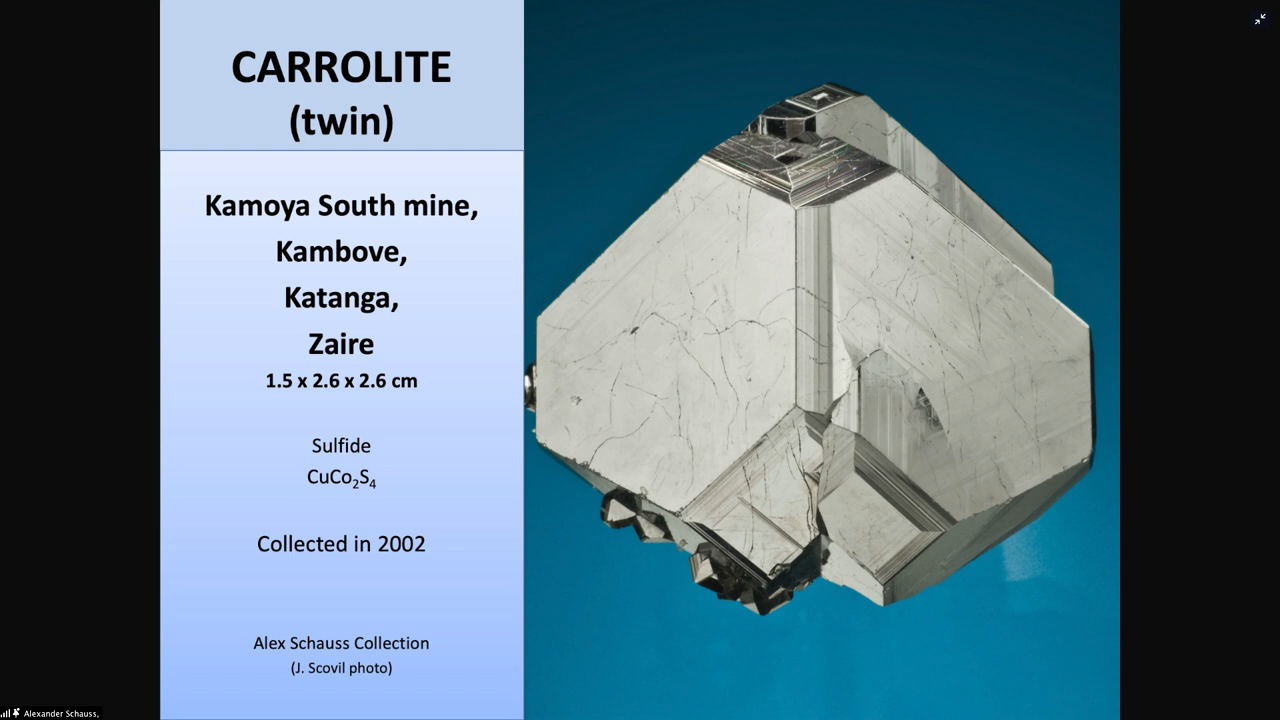 CARROLITE
(twin)
Kamoya South mine,
Kambove,
Katanga,
Zaire
1.5 x 2.6 x 2.6 cm
Sulfide
CuCo₂S₄
Collected in 2002
Alex Schauss Collection
(J. Scovil photo)
Alexander Schauss,